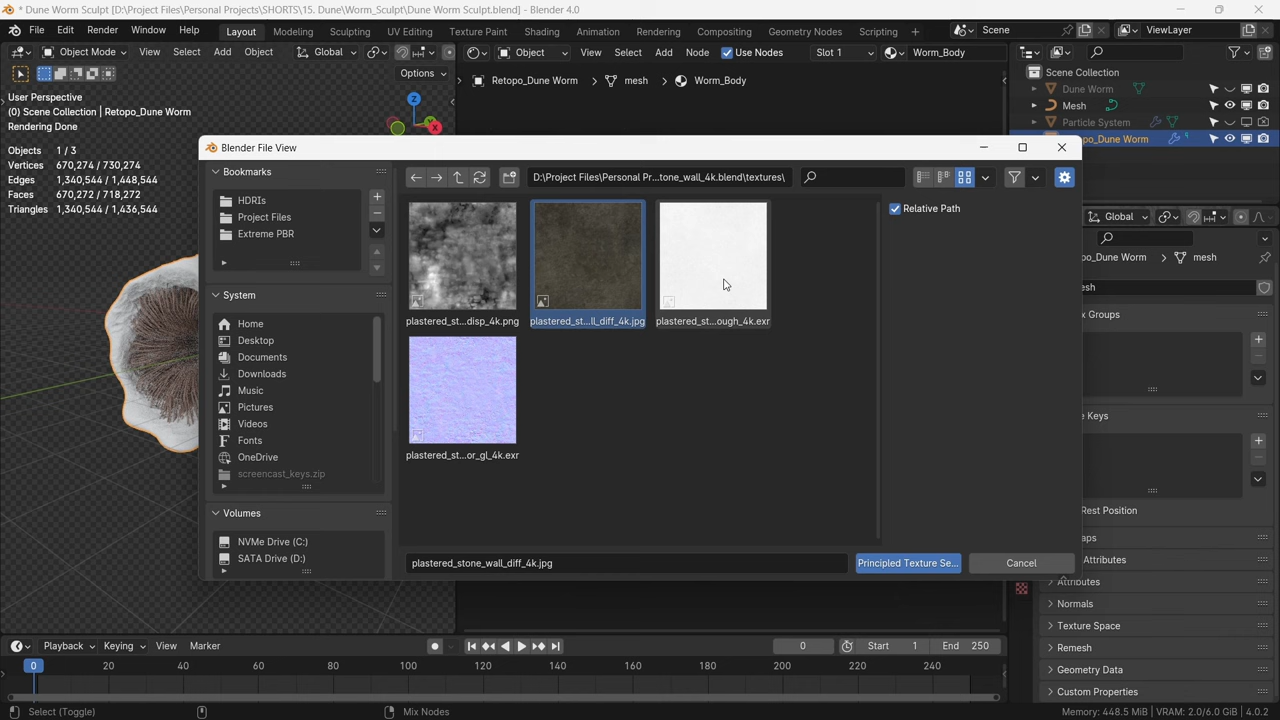 * Dune Worm Sculpt [D:\Project Files\Personal Projects\SHORTS\15. Dune\Worm_Sculpt\Dune Worm Sculpt.blend] - Blender 4.0
File Edit Render Window Help Layout Modeling Sculpting UV Editing Texture Paint Shading Animation Rendering Compositing Geometry Nodes Scripting + Scene ViewLayer
Object Mode View Select Add Object Global Object View Select Add Node Use Nodes Slot 1 Worm_Body
Options
Retopo_Dune Worm mesh Worm_Body
Scene Collection
Dune Worm
Mesh
Particle System
po_Dune Worm
User Perspective
(0) Scene Collection | Retopo_Dune Worm
Rendering Done
Objects 1 / 3
Vertices 670,274 / 730,274
Edges 1,340,544 / 1,448,544
Faces 670,272 / 718,272
Triangles 1,340,544 / 1,436,544
Z
X
Blender File View
Bookmarks
HDRIs
Project Files
Extreme PBR
System
Home
Desktop
Documents
Downloads
Music
Pictures
Videos
Fonts
OneDrive
screencast_keys.zip
Volumes
NVMe Drive (C:)
SATA Drive (D:)
D:\Project Files\Personal Pr...tone_wall_4k.blend\textures\
Relative Path
plastered_st...disp_4k.png plastered_st...ll_diff_4k.jpg plastered_st...ough_4k.exr
plastered_st...or_gl_4k.exr
plastered_stone_wall_diff_4k.jpg Principled Texture Se... Cancel
Global
po_Dune Worm mesh
esh
x Groups
e Keys
Rest Position
aps
Attributes
Attributes
Normals
Texture Space
Remesh
Geometry Data
Custom Properties
Playback Keying View Marker 0 Start 1 End 250
0 20 40 60 80 100 120 140 160 180 200 220 240
Select (Toggle) Mix Nodes Memory: 448.5 MiB | VRAM: 2.0/6.0 GiB | 4.0.2